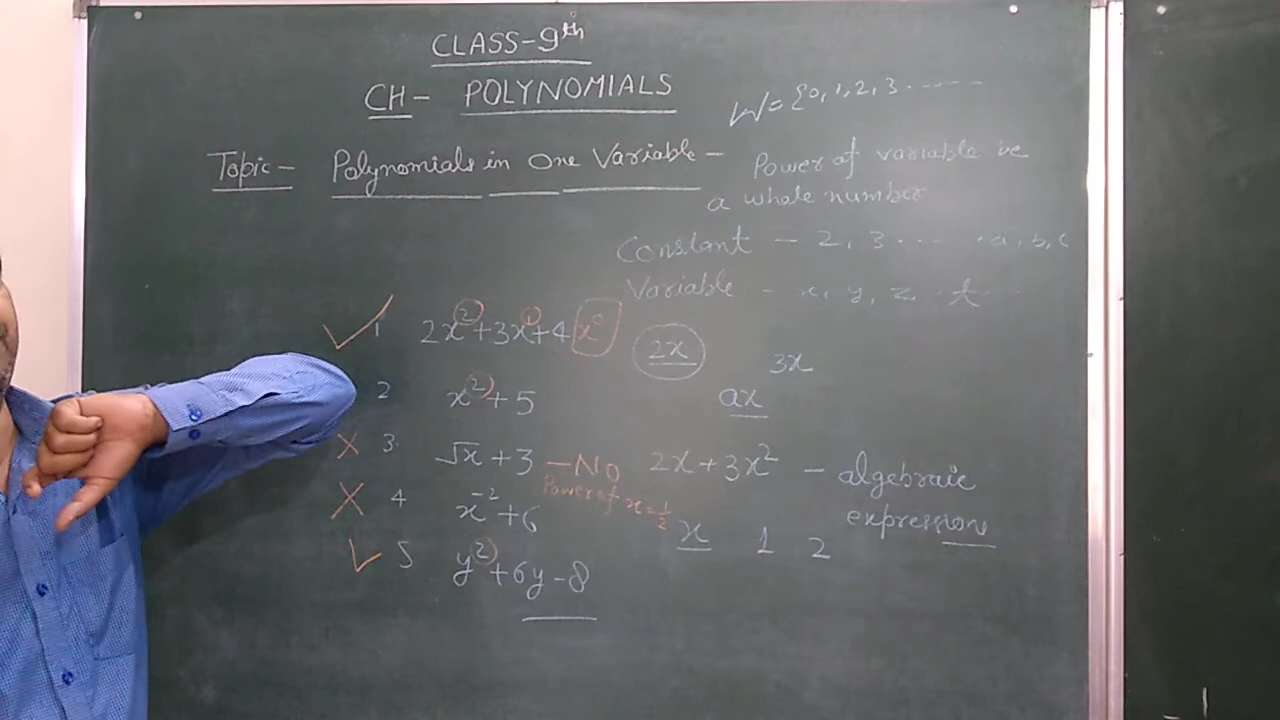 CLASS-9th
CH- POLYNOMIALS
W = {0, 1, 2, 3 .......
Topic- Polynomials in One Variable - Power of variable is
a whole number
Constant - 2, 3 ..... a, b, c
Variable - x, y, z t
1 2x²+3x¹+4x⁰ 2x 3x
2 x²+5 ax
3. √x+3 -No 2x+3x² - algebraic
Power of x=1/2 expressions
4 x⁻²+6 x 1 2
5 y²+6y-8